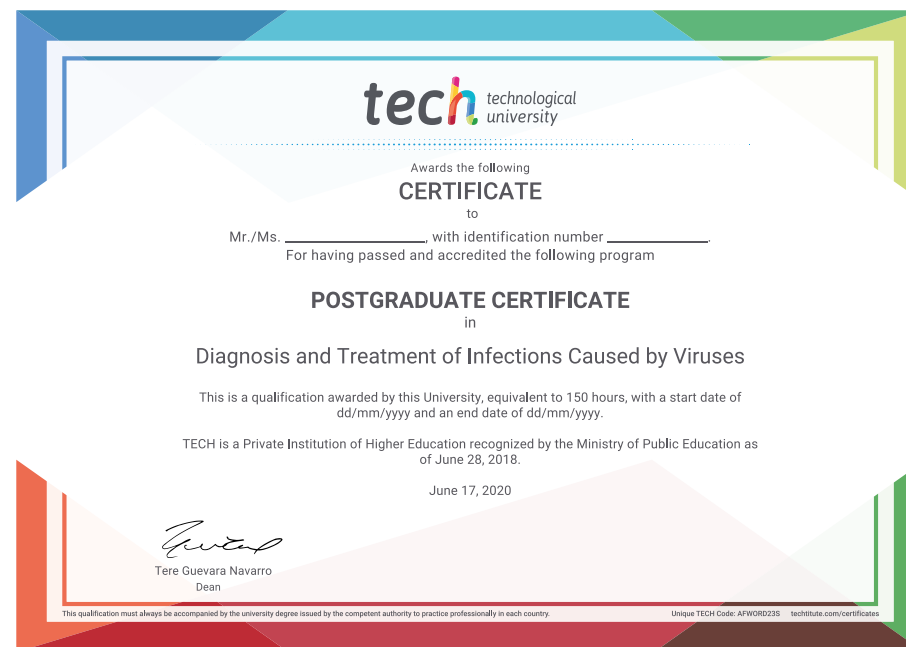 tech technological
university
Awards the following
CERTIFICATE
to
Mr./Ms. ____________________, with identification number __________________.
For having passed and accredited the following program
POSTGRADUATE CERTIFICATE
in
Diagnosis and Treatment of Infections Caused by Viruses
This is a qualification awarded by this University, equivalent to 150 hours, with a start date of
dd/mm/yyyy and an end date of dd/mm/yyyy.
TECH is a Private Institution of Higher Education recognized by the Ministry of Public Education as
of June 28, 2018.
June 17, 2020
Tere Guevara Navarro
Dean
This qualification must always be accompanied by the university degree issued by the competent authority to practice professionally in each country. Unique TECH Code: AFWORD23S techtitute.com/certificates